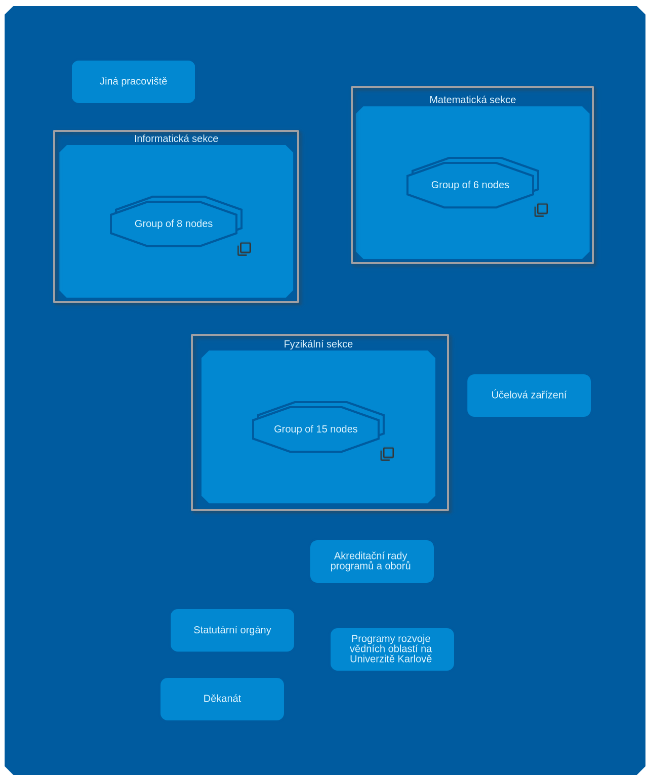 Jiná pracoviště
Matematická sekce
Group of 6 nodes
Informatická sekce
Group of 8 nodes
Fyzikální sekce
Group of 15 nodes
Účelová zařízení
Akreditační rady
programů a oborů
Statutární orgány
Programy rozvoje
vědních oblastí na
Univerzitě Karlově
Děkanát